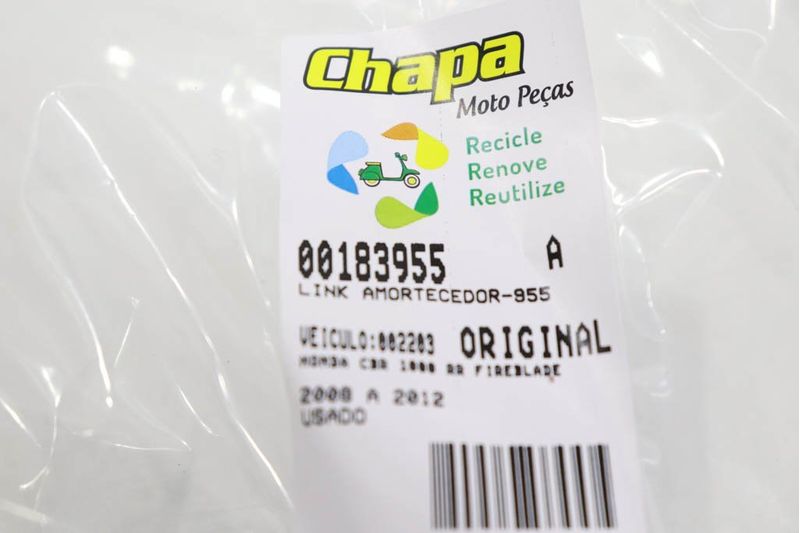 Chapa
Moto Peças
Recicle
Renove
Reutilize
00183955 A
LINK AMORTECEDOR-955
VEICULO:002203 ORIGINAL
HONDA CBR 1000 RR FIREBLADE
2008 A 2012
USADO